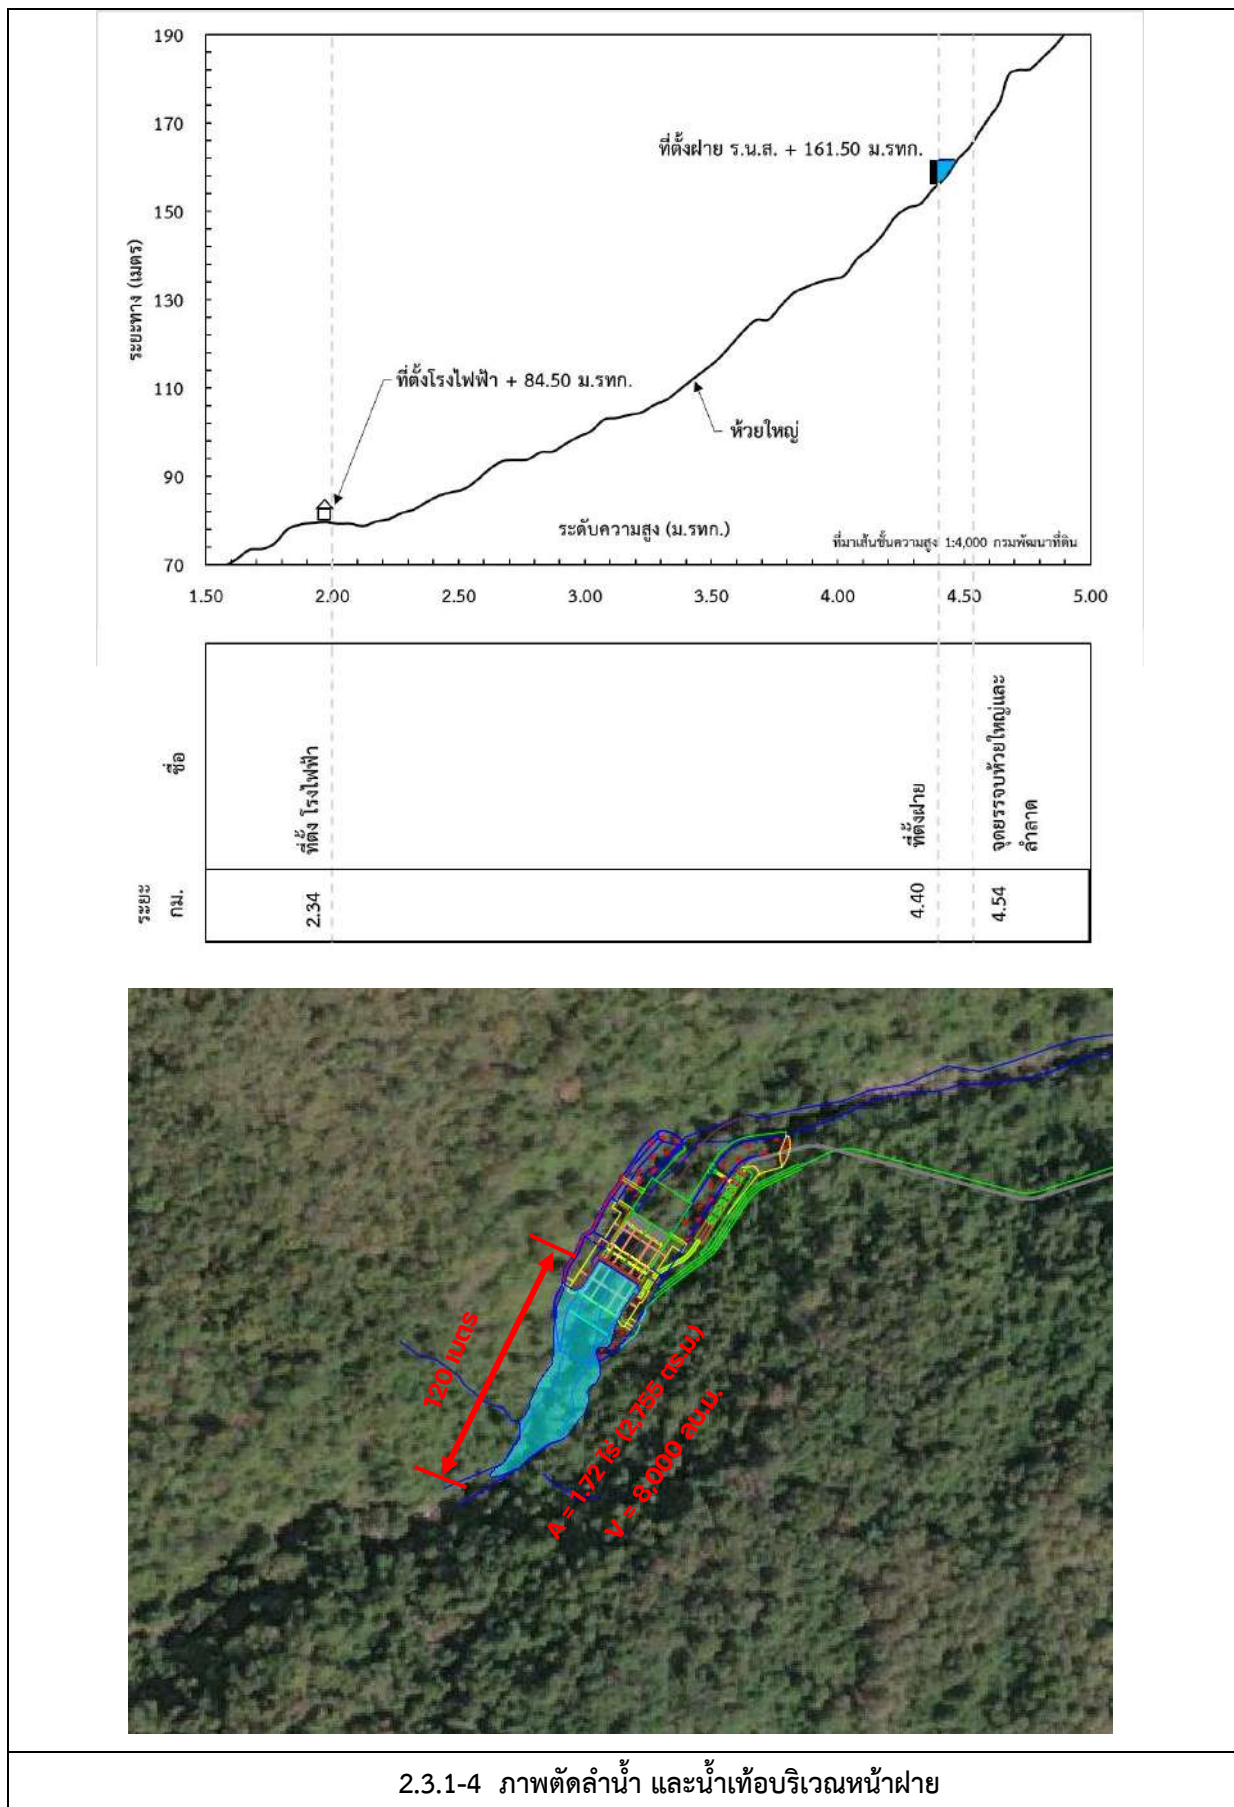 190
170
150
130
110
90
70
ระยะทาง (เมตร)
ที่ตั้งฝาย ร.น.ส. + 161.50 ม.รทก.
ที่ตั้งโรงไฟฟ้า + 84.50 ม.รทก.
ห้วยใหญ่
ระดับความสูง (ม.รทก.)
ที่มาเส้นชั้นความสูง 1:4,000 กรมพัฒนาที่ดิน
1.50 2.00 2.50 3.00 3.50 4.00 4.50 5.00
ชื่อ
ที่ตั้ง โรงไฟฟ้า
ที่ตั้งฝาย
จุดบรรจบห้วยใหญ่และ
ลำลาด
ระยะ
กม.
2.34
4.40
4.54
120 เมตร
A = 1.72 ไร่ (2,755 ตร.ม.)
V = 8,000 ลบ.ม.
2.3.1-4 ภาพตัดลำน้ำ และน้ำเท้อบริเวณหน้าฝาย